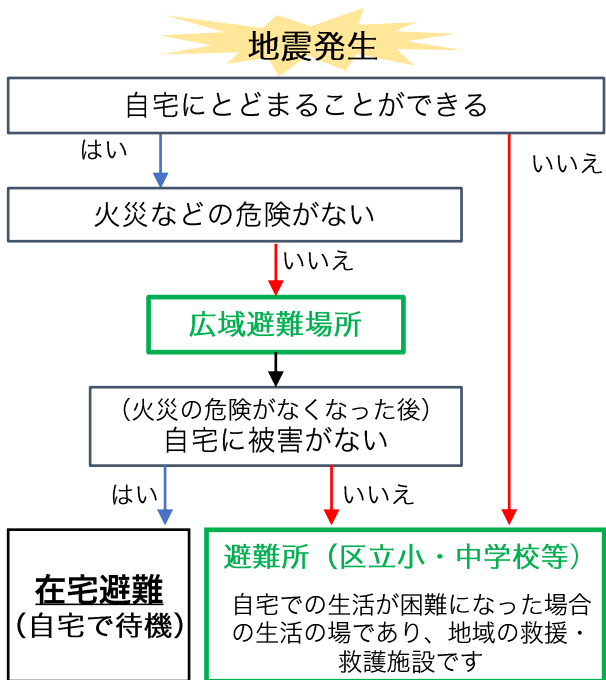 地震発生
自宅にとどまることができる
はい
いいえ
火災などの危険がない
いいえ
広域避難場所
（火災の危険がなくなった後）
自宅に被害がない
はい
いいえ
在宅避難
（自宅で待機）
避難所（区立小・中学校等）
自宅での生活が困難になった場合
の生活の場であり、地域の救援・
救護施設です